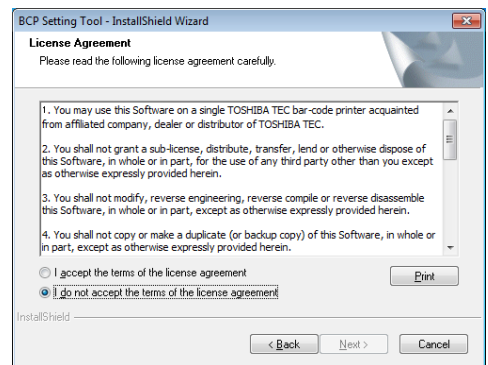 BCP Setting Tool - InstallShield Wizard
License Agreement
Please read the following license agreement carefully.
1. You may use this Software on a single TOSHIBA TEC bar-code printer acquainted
from affiliated company, dealer or distributor of TOSHIBA TEC.
2. You shall not grant a sub-license, distribute, transfer, lend or otherwise dispose of
this Software, in whole or in part, for the use of any third party other than you except
as otherwise expressly provided herein.
3. You shall not modify, reverse engineering, reverse compile or reverse disassemble
this Software, in whole or in part, except as otherwise expressly provided herein.
4. You shall not copy or make a duplicate (or backup copy) of this Software, in whole or
in part, except as otherwise expressly provided herein.
I accept the terms of the license agreement
Print
I do not accept the terms of the license agreement
InstallShield
< Back
Next >
Cancel